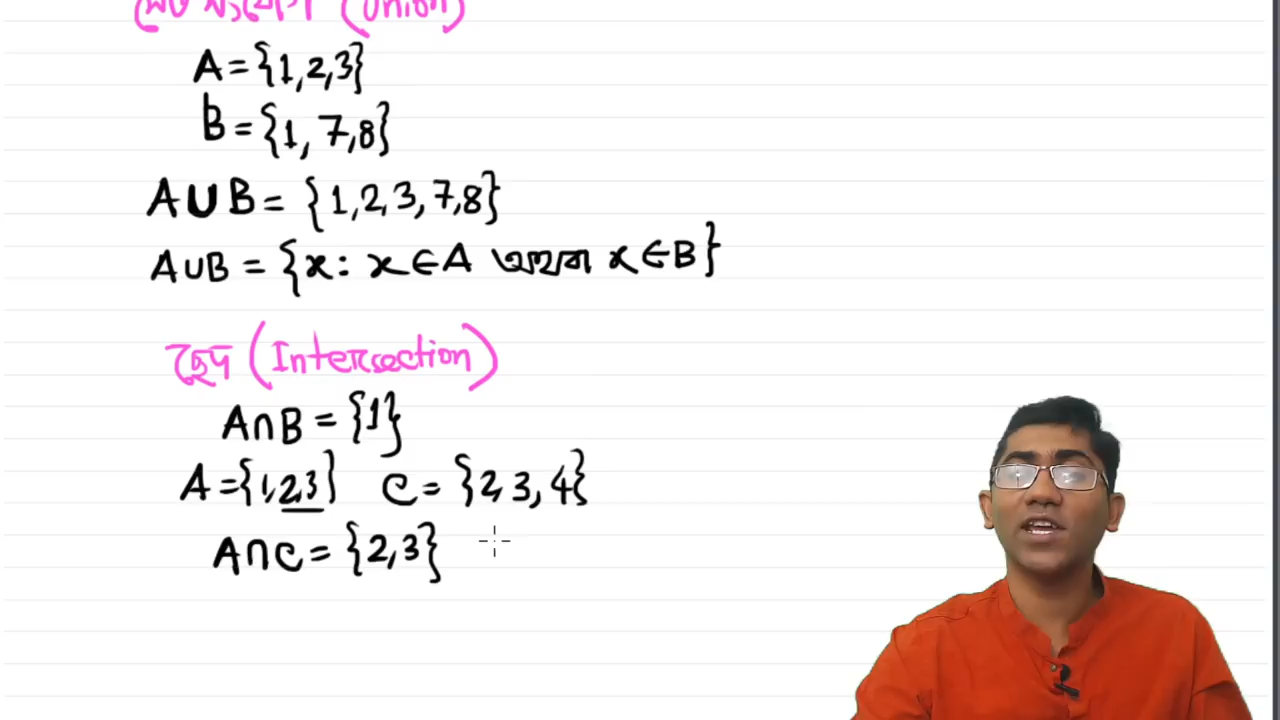 (Union)
A = {1,2,3}
B = {1, 7,8}
A∪B = {1,2,3,7,8}
A∪B = {x: x∈A অথবা x∈B}
ছেদ (Intersection)
A∩B = {1}
A = {1,2,3} C = {2,3,4}
A∩C = {2,3}